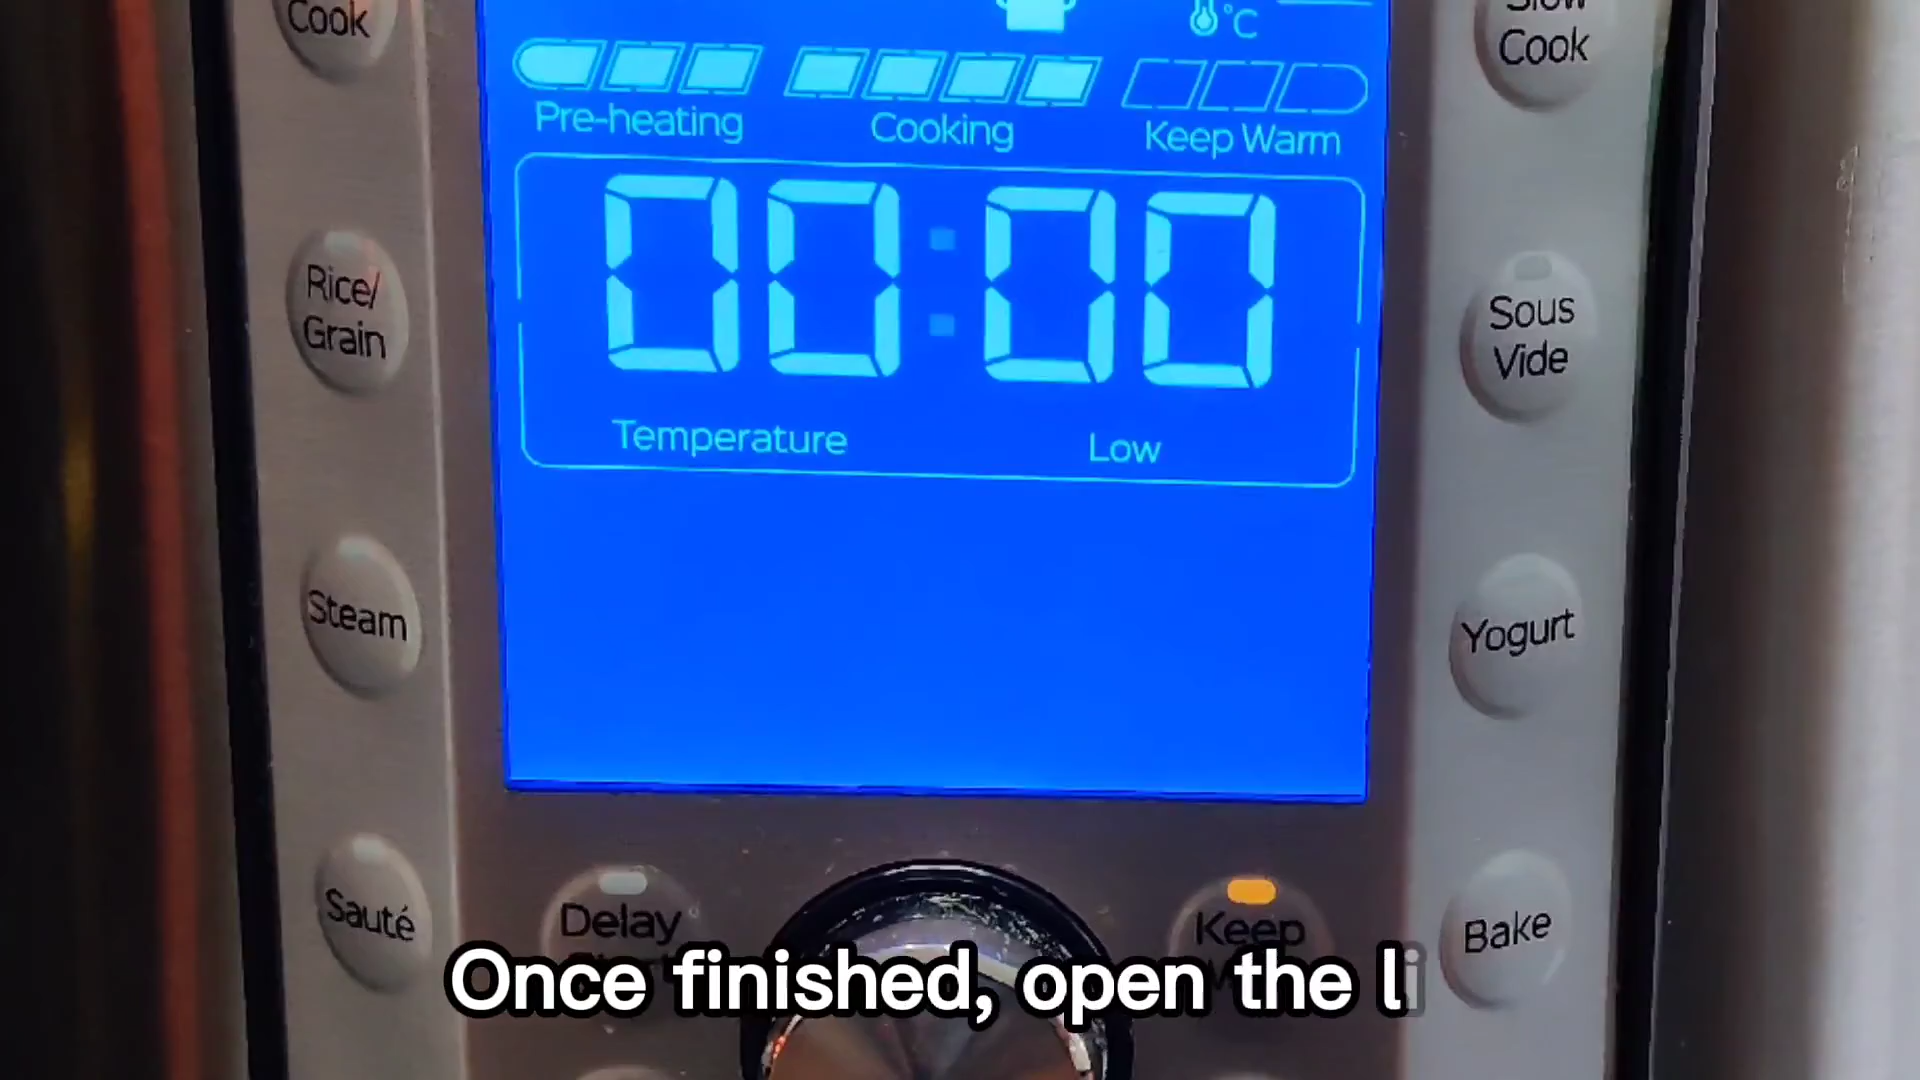 Cook
°C
Slow
Cook
Pre-heating
Cooking
Keep Warm
00:00
Temperature
Low
Rice/
Grain
Sous
Vide
Steam
Yogurt
Sauté
Delay
Keep
Bake
Once finished, open the li